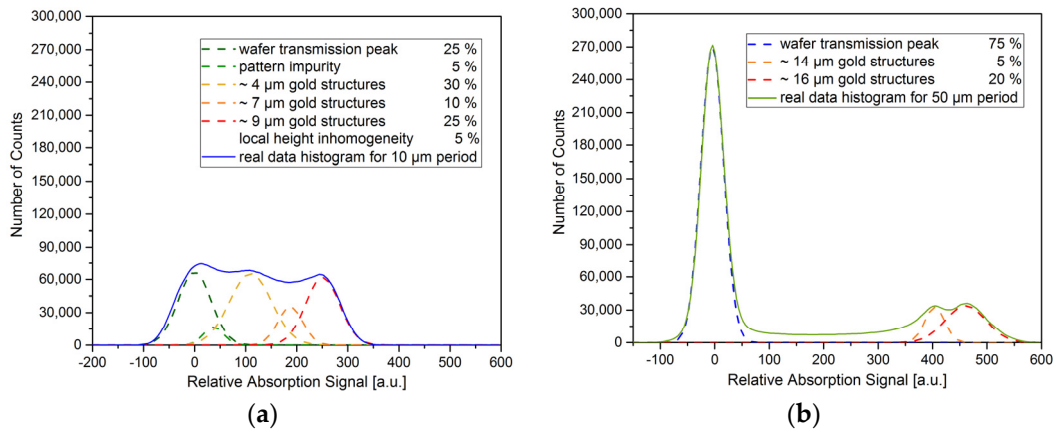 300,000
270,000
240,000
210,000
180,000
150,000
120,000
90,000
60,000
30,000
0
Number of Counts
wafer transmission peak 25 %
pattern impurity 5 %
~ 4 µm gold structures 30 %
~ 7 µm gold structures 10 %
~ 9 µm gold structures 25 %
local height inhomogeneity 5 %
real data histogram for 10 µm period
-200 -100 0 100 200 300 400 500 600
Relative Absorption Signal [a.u.]
(a)
300,000
270,000
240,000
210,000
180,000
150,000
120,000
90,000
60,000
30,000
0
Number of Counts
wafer transmission peak 75 %
~ 14 µm gold structures 5 %
~ 16 µm gold structures 20 %
real data histogram for 50 µm period
-100 0 100 200 300 400 500 600
Relative Absorption Signal [a.u.]
(b)